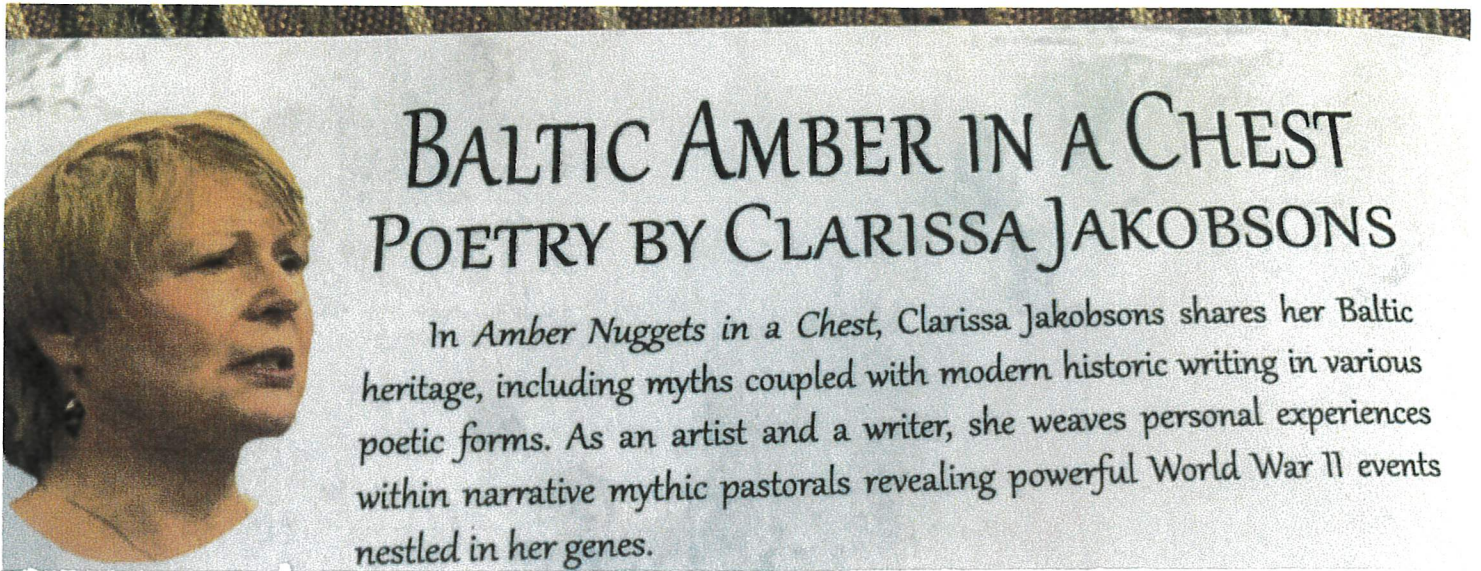 BALTIC AMBER IN A CHEST
POETRY BY CLARISSA JAKOBSONS
In Amber Nuggets in a Chest, Clarissa Jakobsons shares her Baltic
heritage, including myths coupled with modern historic writing in various
poetic forms. As an artist and a writer, she weaves personal experiences
within narrative mythic pastorals revealing powerful World War II events
nestled in her genes.